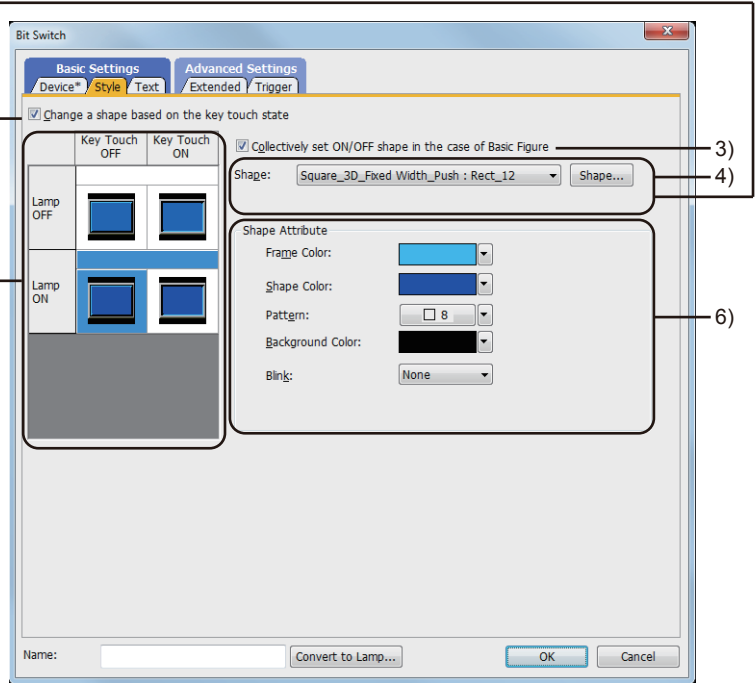 Bit Switch
Basic Settings
Advanced Settings
Device* Style Text
Extended Trigger
Change a shape based on the key touch state
Key Touch OFF
Key Touch ON
Lamp OFF
Lamp ON
Collectively set ON/OFF shape in the case of Basic Figure
3)
Shape: Square_3D_Fixed Width_Push : Rect_12 Shape...
4)
Shape Attribute
Frame Color:
Shape Color:
Pattern: 8
6)
Background Color:
Blink: None
Name: Convert to Lamp... OK Cancel